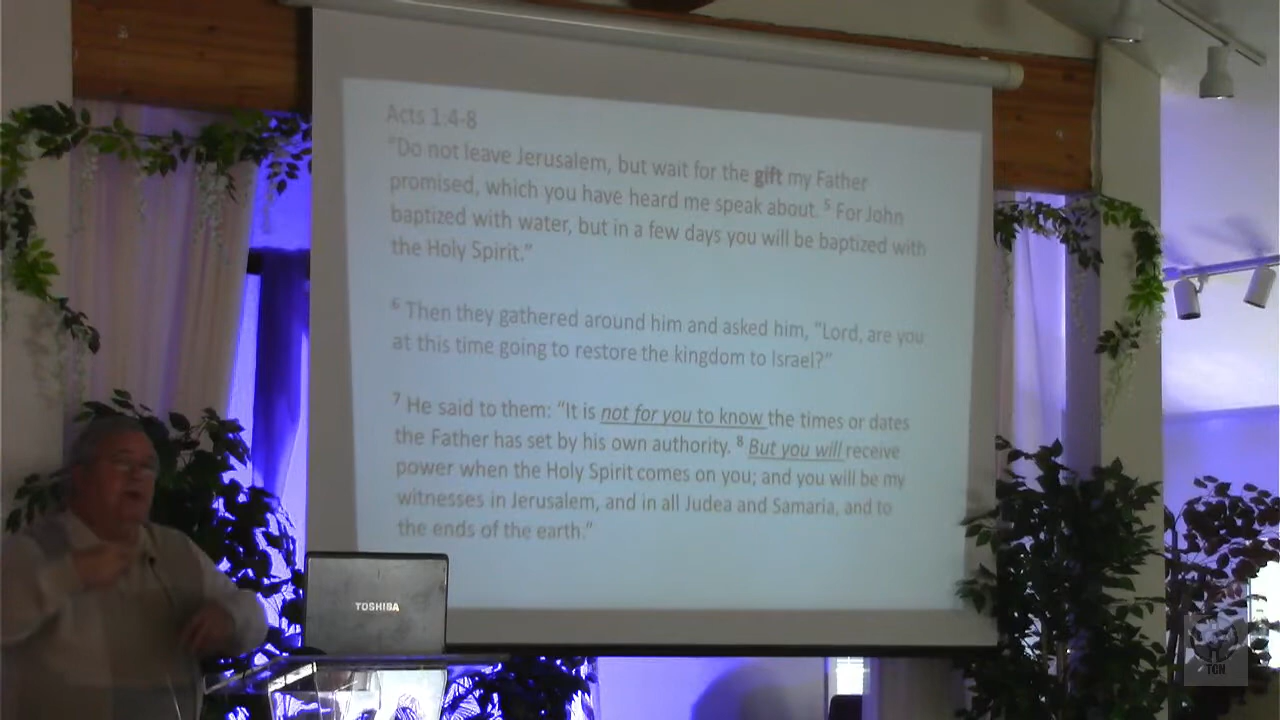 Acts 1:4-8
"Do not leave Jerusalem, but wait for the gift my Father
promised, which you have heard me speak about. ⁵ For John
baptized with water, but in a few days you will be baptized with
the Holy Spirit."
⁶ Then they gathered around him and asked him, "Lord, are you
at this time going to restore the kingdom to Israel?"
⁷ He said to them: "It is not for you to know the times or dates
the Father has set by his own authority. ⁸ But you will receive
power when the Holy Spirit comes on you; and you will be my
witnesses in Jerusalem, and in all Judea and Samaria, and to
the ends of the earth."
TOSHIBA
TCN